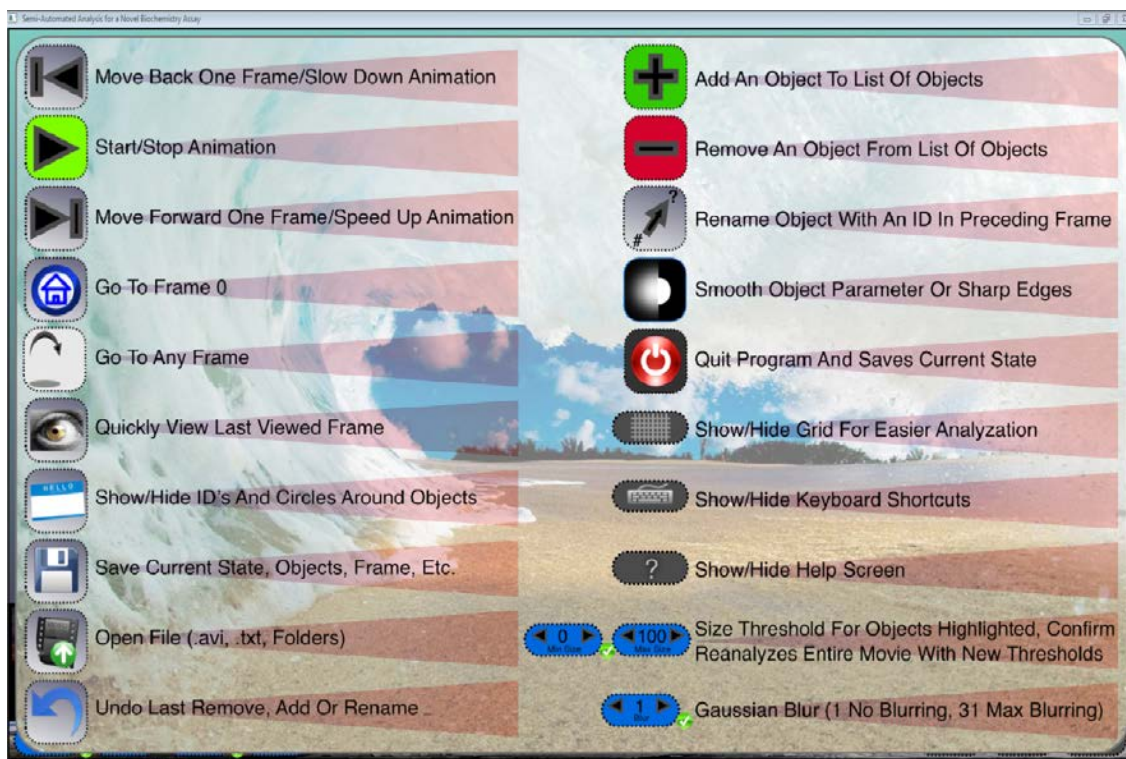 Semi-Automated Analysis for a Novel Biochemistry Assay
Move Back One Frame/Slow Down Animation
Start/Stop Animation
Move Forward One Frame/Speed Up Animation
Go To Frame 0
Go To Any Frame
Quickly View Last Viewed Frame
HELLO
Show/Hide ID's And Circles Around Objects
Save Current State, Objects, Frame, Etc.
Open File (.avi, .txt, Folders)
Undo Last Remove, Add Or Rename
Add An Object To List Of Objects
Remove An Object From List Of Objects
# ?
Rename Object With An ID In Preceding Frame
Smooth Object Parameter Or Sharp Edges
Quit Program And Saves Current State
Show/Hide Grid For Easier Analyzation
Show/Hide Keyboard Shortcuts
?
Show/Hide Help Screen
0
Min Size
100
Max Size
Size Threshold For Objects Highlighted, Confirm
Reanalyzes Entire Movie With New Thresholds
1
Blur
Gaussian Blur (1 No Blurring, 31 Max Blurring)